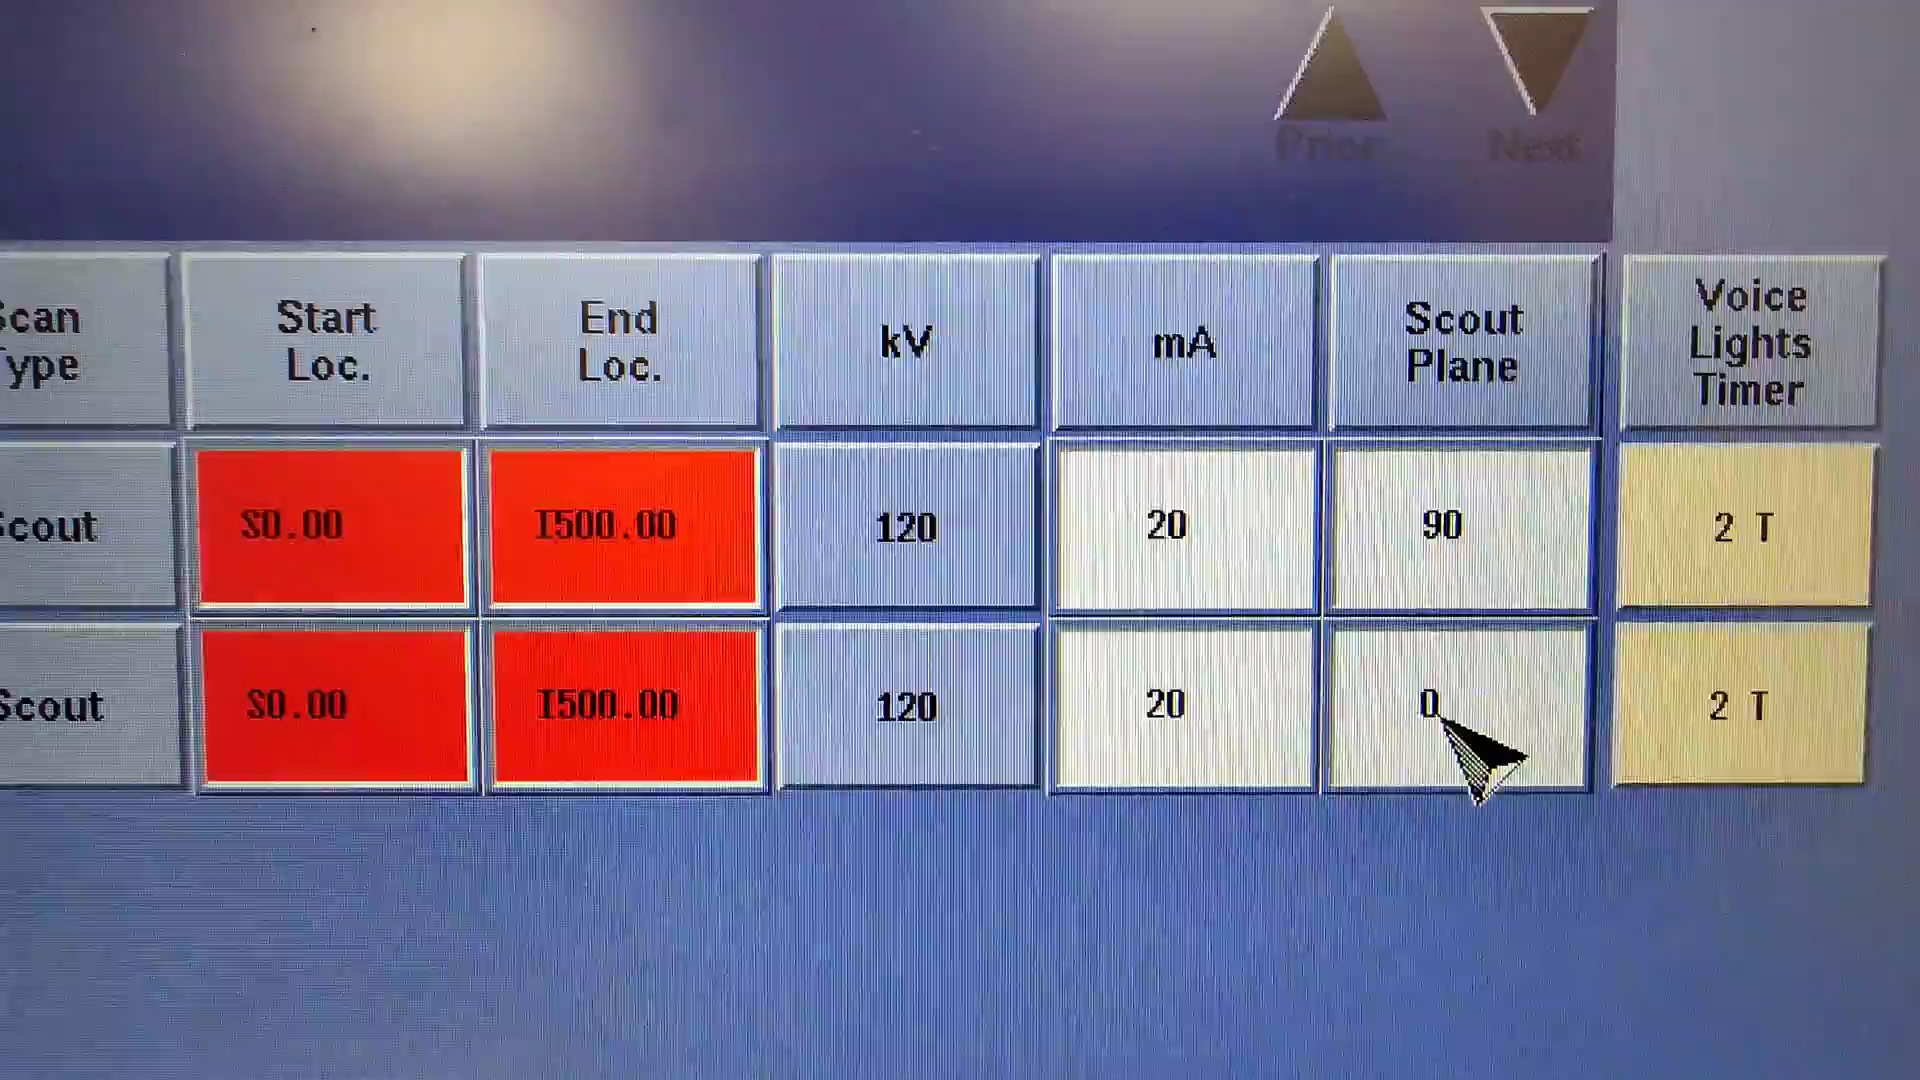 Prior
Next
Scan Type
Start Loc.
End Loc.
kV
mA
Scout Plane
Voice Lights Timer
Scout
S0.00
I500.00
120
20
90
2 T
Scout
S0.00
I500.00
120
20
0
2 T